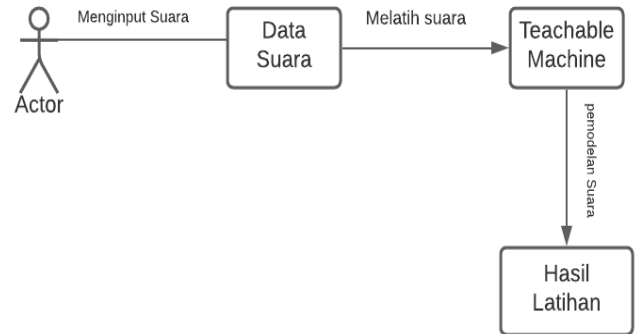 Menginput Suara
Data
Suara
Melatih suara
Teachable
Machine
Actor
pemodelan Suara
Hasil
Latihan